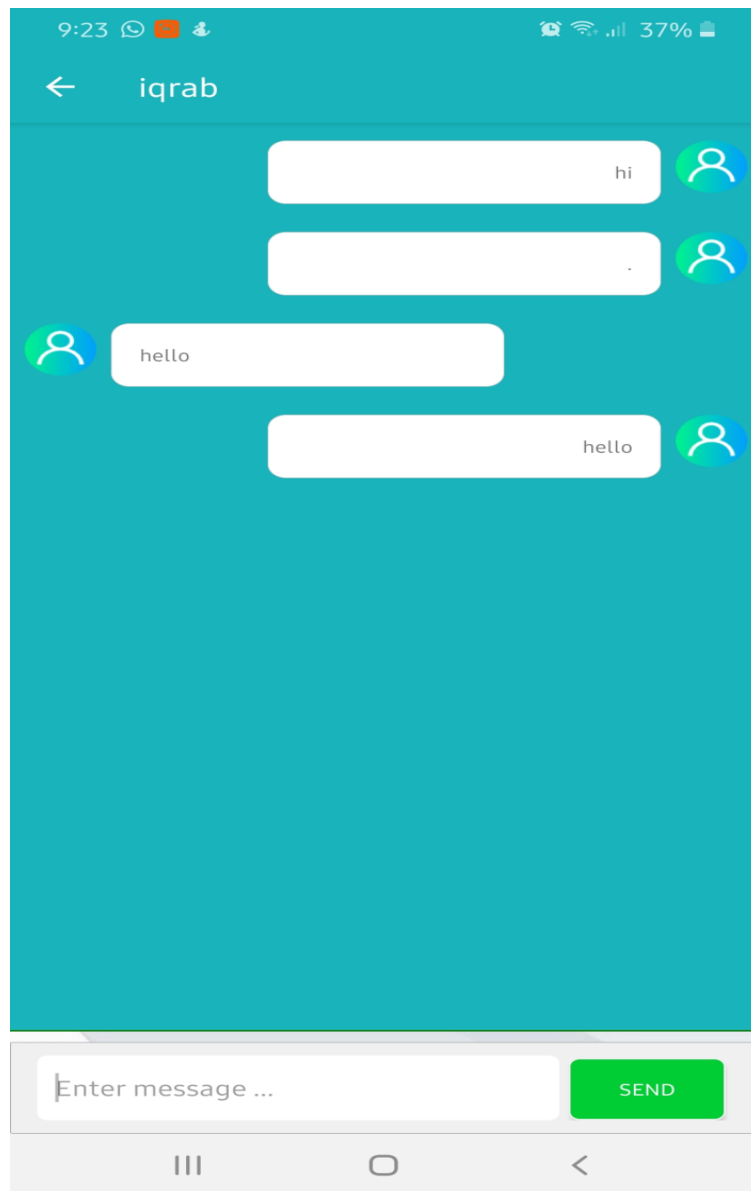 9:23 37%
iqrab
hi
.
hello
hello
Enter message ...
SEND